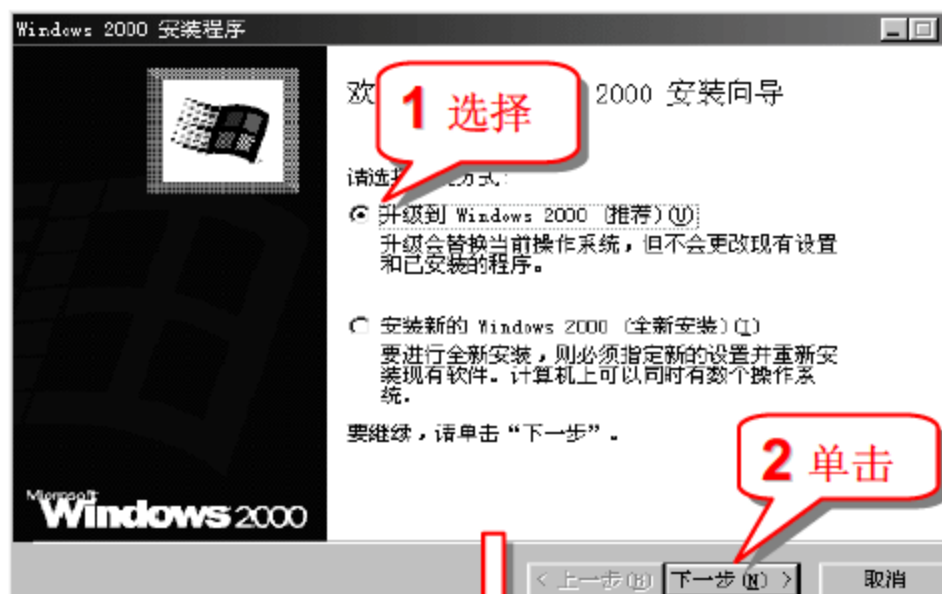 Windows 2000 安装程序
欢 2000 安装向导
1 选择
请选 方式:
升级到 Windows 2000 (推荐)(U)
升级会替换当前操作系统，但不会更改现有设置
和已安装的程序。
安装新的 Windows 2000 (全新安装)(I)
要进行全新安装，则必须指定新的设置并重新安
装现有软件。计算机上可以同时有数个操作系
统。
要继续，请单击“下一步”。
2 单击
Microsoft
Windows 2000
< 上一步(B) 下一步(N) > 取消